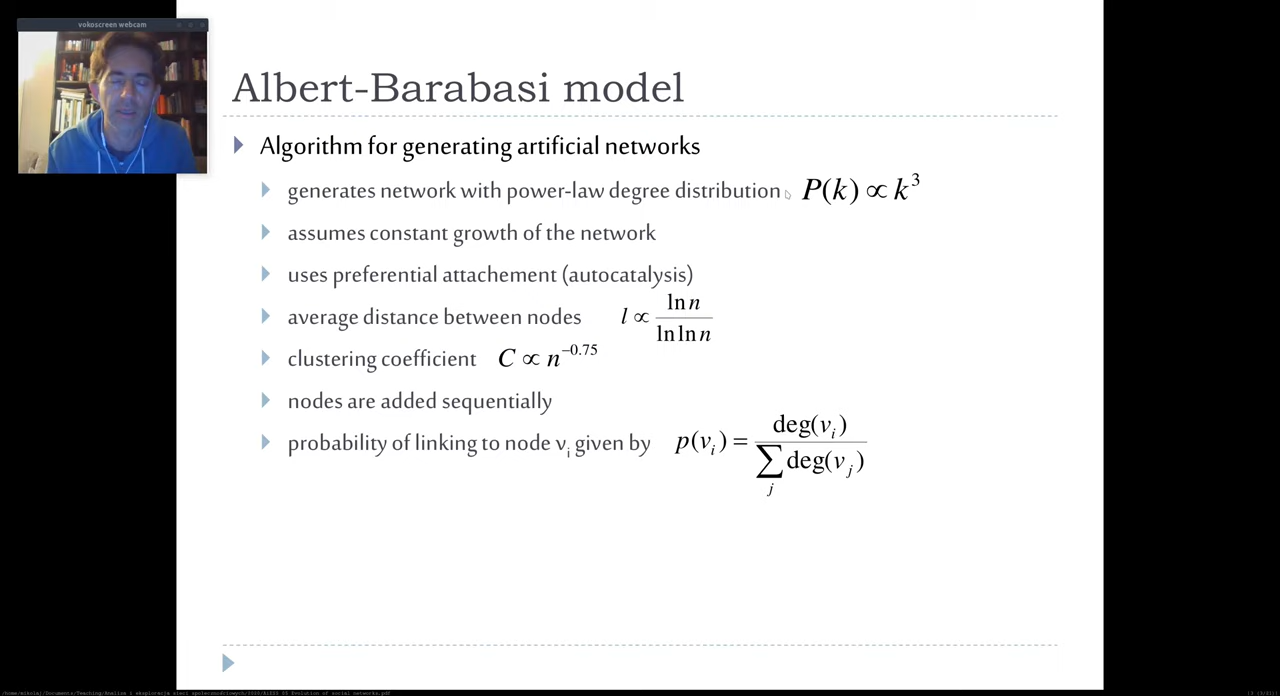 vokoscreen webcam
Albert-Barabasi model
Algorithm for generating artificial networks
generates network with power-law degree distribution P(k) ∝ k³
assumes constant growth of the network
uses preferential attachement (autocatalysis)
average distance between nodes l ∝ ln n / ln ln n
clustering coefficient C ∝ n^−0.75
nodes are added sequentially
probability of linking to node vᵢ given by p(vᵢ) = deg(vᵢ) / ∑ⱼ deg(vⱼ)